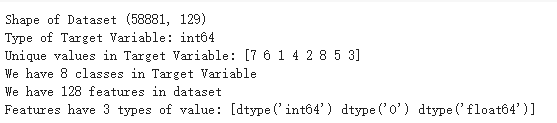 Shape of Dataset (58881, 129)
Type of Target Variable: int64
Unique values in Target Variable: [7 6 1 4 2 8 5 3]
We have 8 classes in Target Variable
We have 128 features in dataset
Features have 3 types of value: [dtype('int64') dtype('O') dtype('float64')]